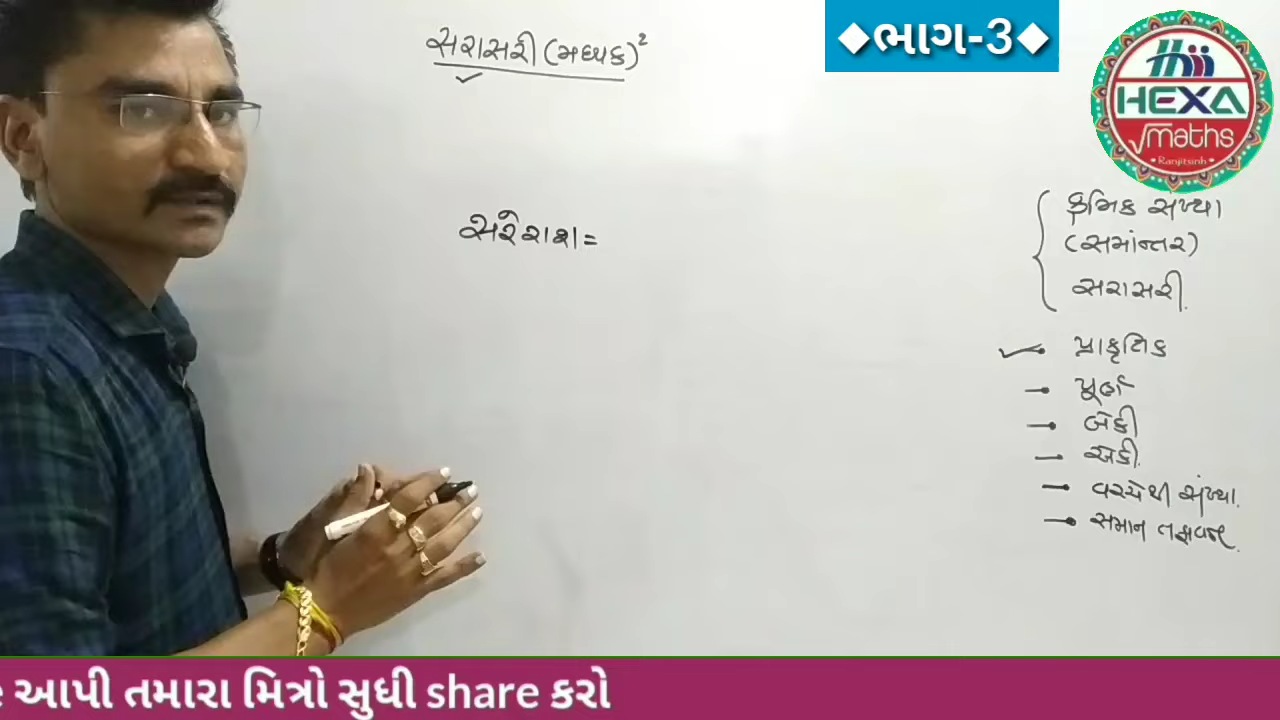 સરાસરી (મધ્યક)²
◆ભાગ-3◆
HEXA
maths
Ranjitsinh
સરેરાશ =
ક્રમિક સંખ્યા
(સમાંન્તર)
સરાસરી.
પ્રાકૃતિક
પૂર્ણ
બેકી
એકી.
વચ્ચેથી સંખ્યા.
સમાન તફાવત.
આપી તમારા મિત્રો સુધી share કરો